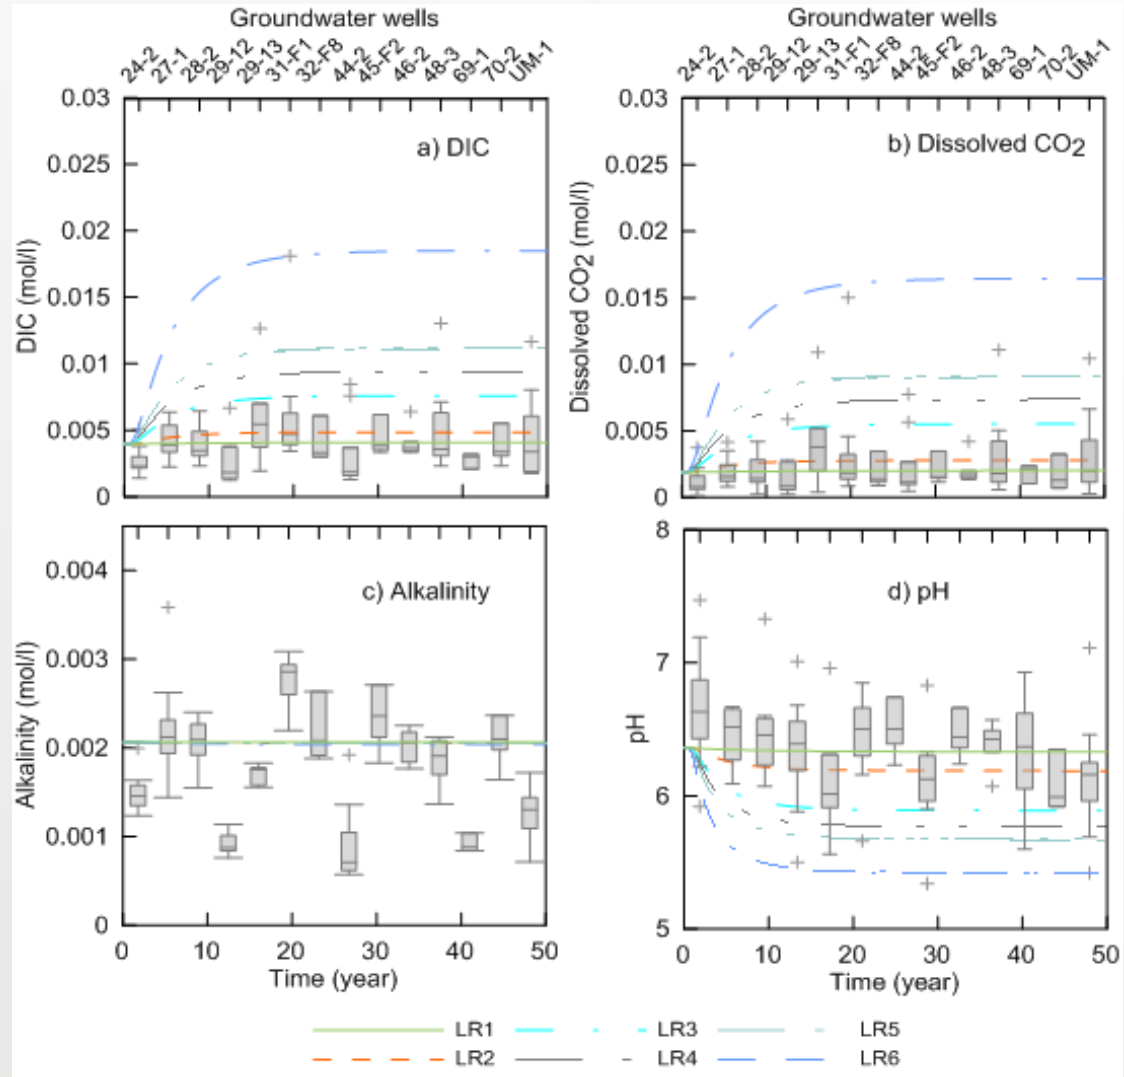 Groundwater wells
24-2 27-1 28-2 29-12 29-13 31-F1 32-F8 44-2 45-F2 46-2 48-3 69-1 70-2 UM-1
0.03
0.025
0.02
0.015
0.01
0.005
0
DIC (mol/l)
a) DIC
Groundwater wells
24-2 27-1 28-2 29-12 29-13 31-F1 32-F8 44-2 45-F2 46-2 48-3 69-1 70-2 UM-1
0.03
0.025
0.02
0.015
0.01
0.005
0
Dissolved CO2 (mol/l)
b) Dissolved CO2
0 10 20 30 40 50
0.004
0.003
0.002
0.001
0
Alkalinity (mol/l)
c) Alkalinity
0 10 20 30 40 50
Time (year)
8
7
6
5
pH
d) pH
0 10 20 30 40 50
Time (year)
LR1 LR3 LR5
LR2 LR4 LR6